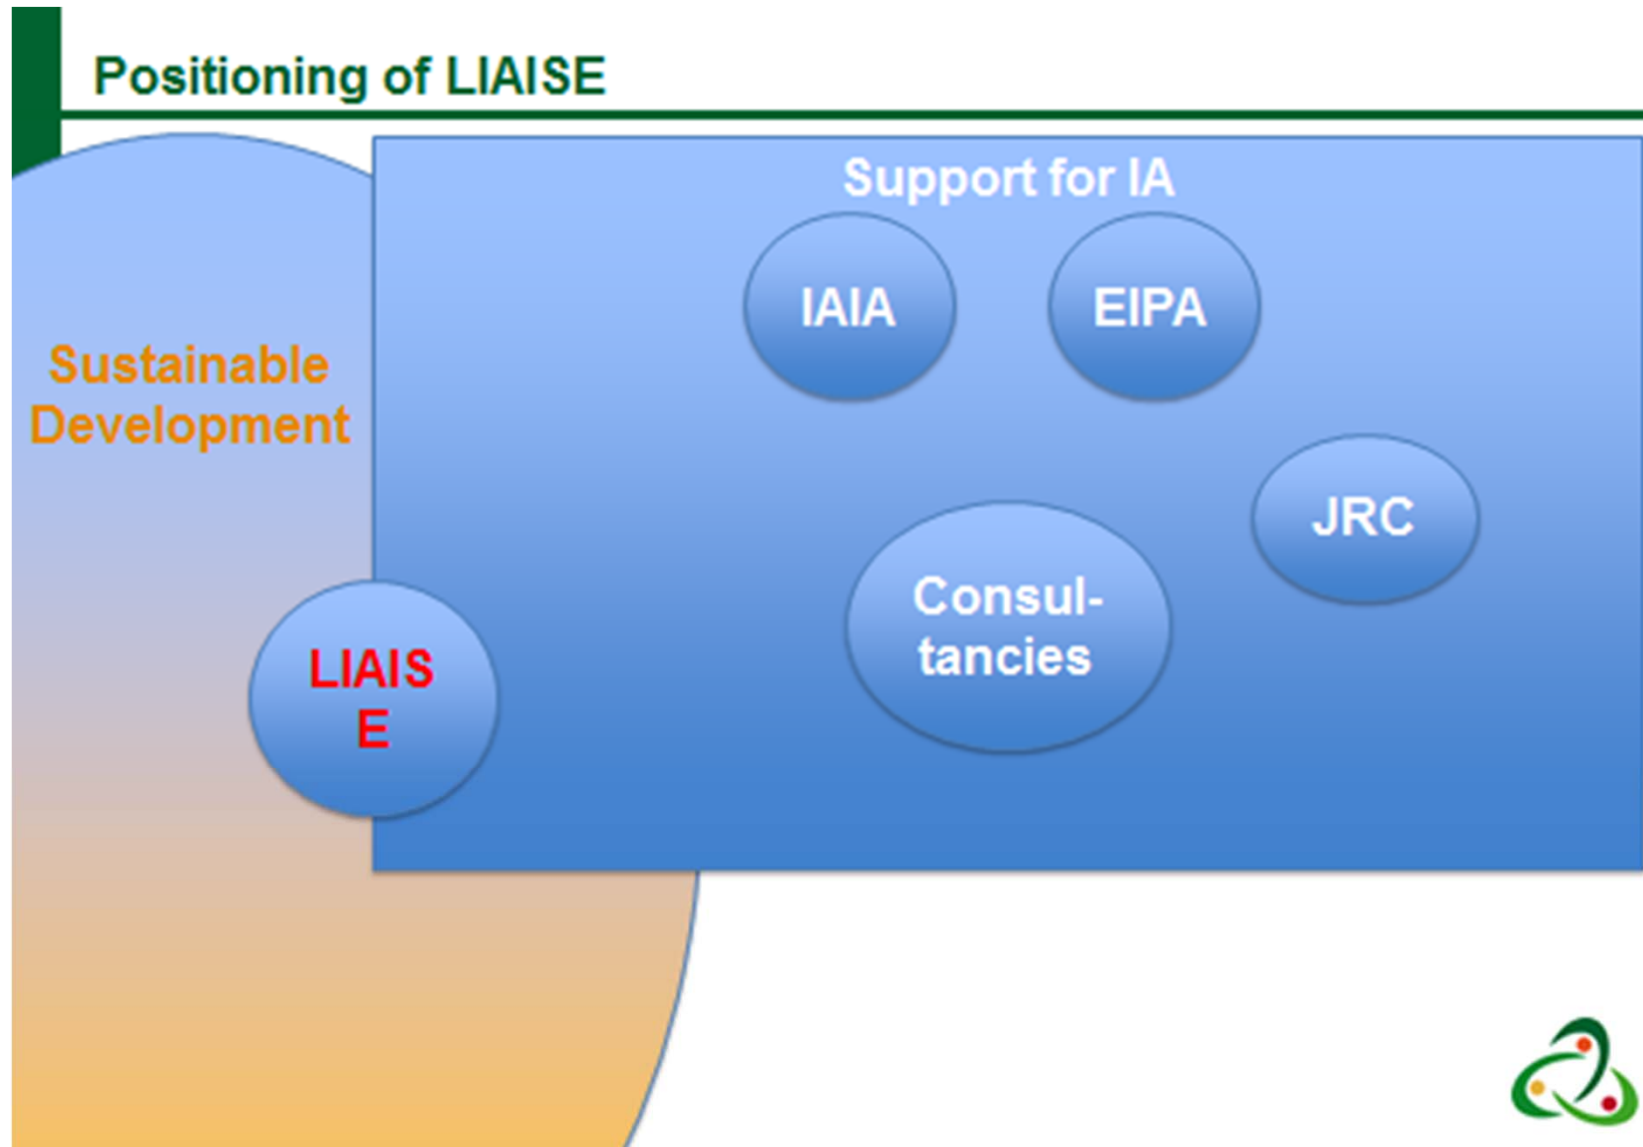 Positioning of LIAISE
Support for IA
IAIA
EIPA
Sustainable
Development
JRC
Consul-
tancies
LIAIS
E